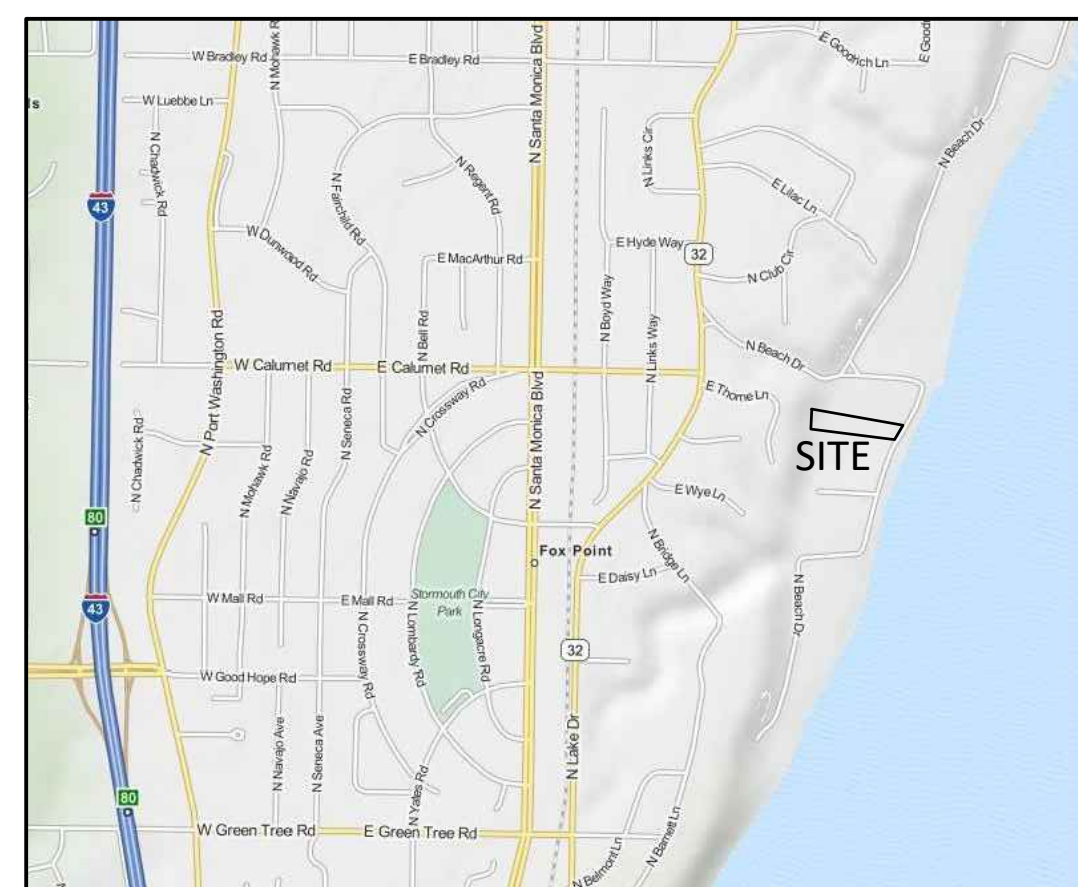 W Bradley Rd
N Mohawk R
E Bradley Rd
N Santa Monica Blvd
E Goodrich Ln
E Good
ls
W Luebbe Ln
N Chadwick Rd
N Fairchild Rd
N Regent Rd
N Links Cir
N Beach Dr
E Lilac Ln
43
W Dunwood Rd
E MacArthur Rd
E Hyde Way
32
N Club Cir
N Port Washington Rd
N Bell Rd
N Boyd Way
N Links Way
N Beach Dr
W Calumet Rd
E Calumet Rd
N Crossway Rd
N Santa Monica Blvd
E Thorne Ln
N Chadwick Rd
N Mohawk Rd
N Navajo Rd
N Seneca Rd
SITE
E Wye Ln
80
Fox Point
N Bridge Ln
E Daisy Ln
N Beach Dr
43
W Mall Rd
E Mall Rd
Stormouth City
Park
N Crossway Rd
N Lombardy Rd
N Longacre Rd
32
W Good Hope Rd
N Navajo Ave
N Seneca Ave
N Lake Dr
N Yates Rd
80
W Green Tree Rd
E Green Tree Rd
N Belmont Ln
N Barnett Ln